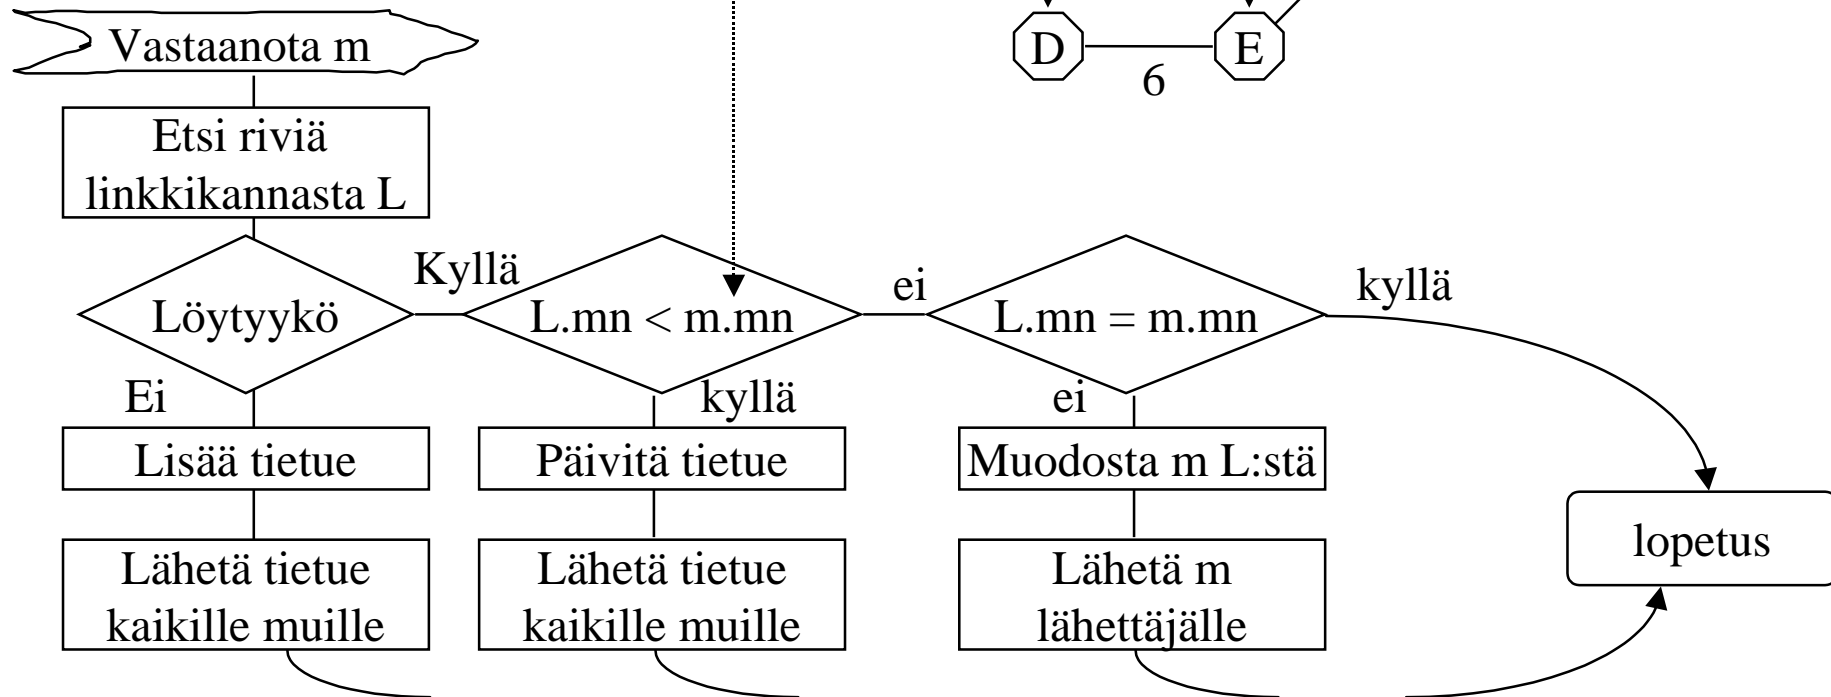 Vastaanota m
D
E
6
Etsi riviä
linkkikannasta L
Löytyykö
Kyllä
L.mn < m.mn
ei
L.mn = m.mn
kyllä
Ei
kyllä
ei
Lisää tietue
Päivitä tietue
Muodosta m L:stä
Lähetä tietue
kaikille muille
Lähetä tietue
kaikille muille
Lähetä m
lähettäjälle
lopetus